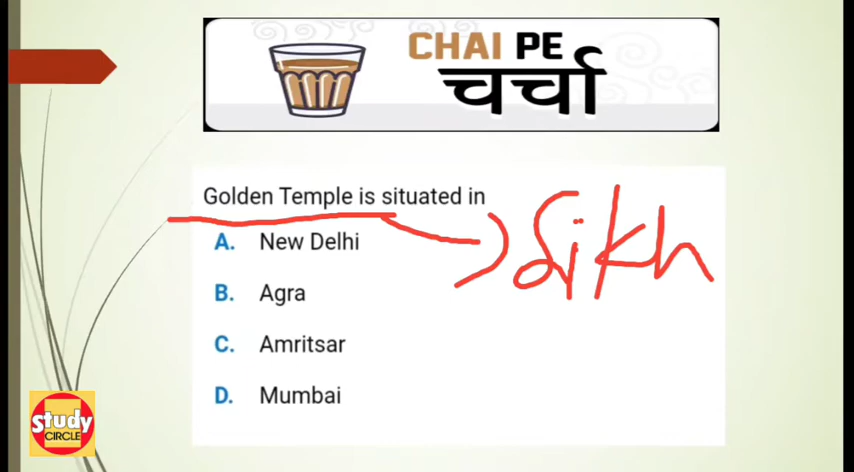 CHAI PE
चर्चा
Golden Temple is situated in
Sikh
A. New Delhi
B. Agra
C. Amritsar
D. Mumbai
Study
CIRCLE